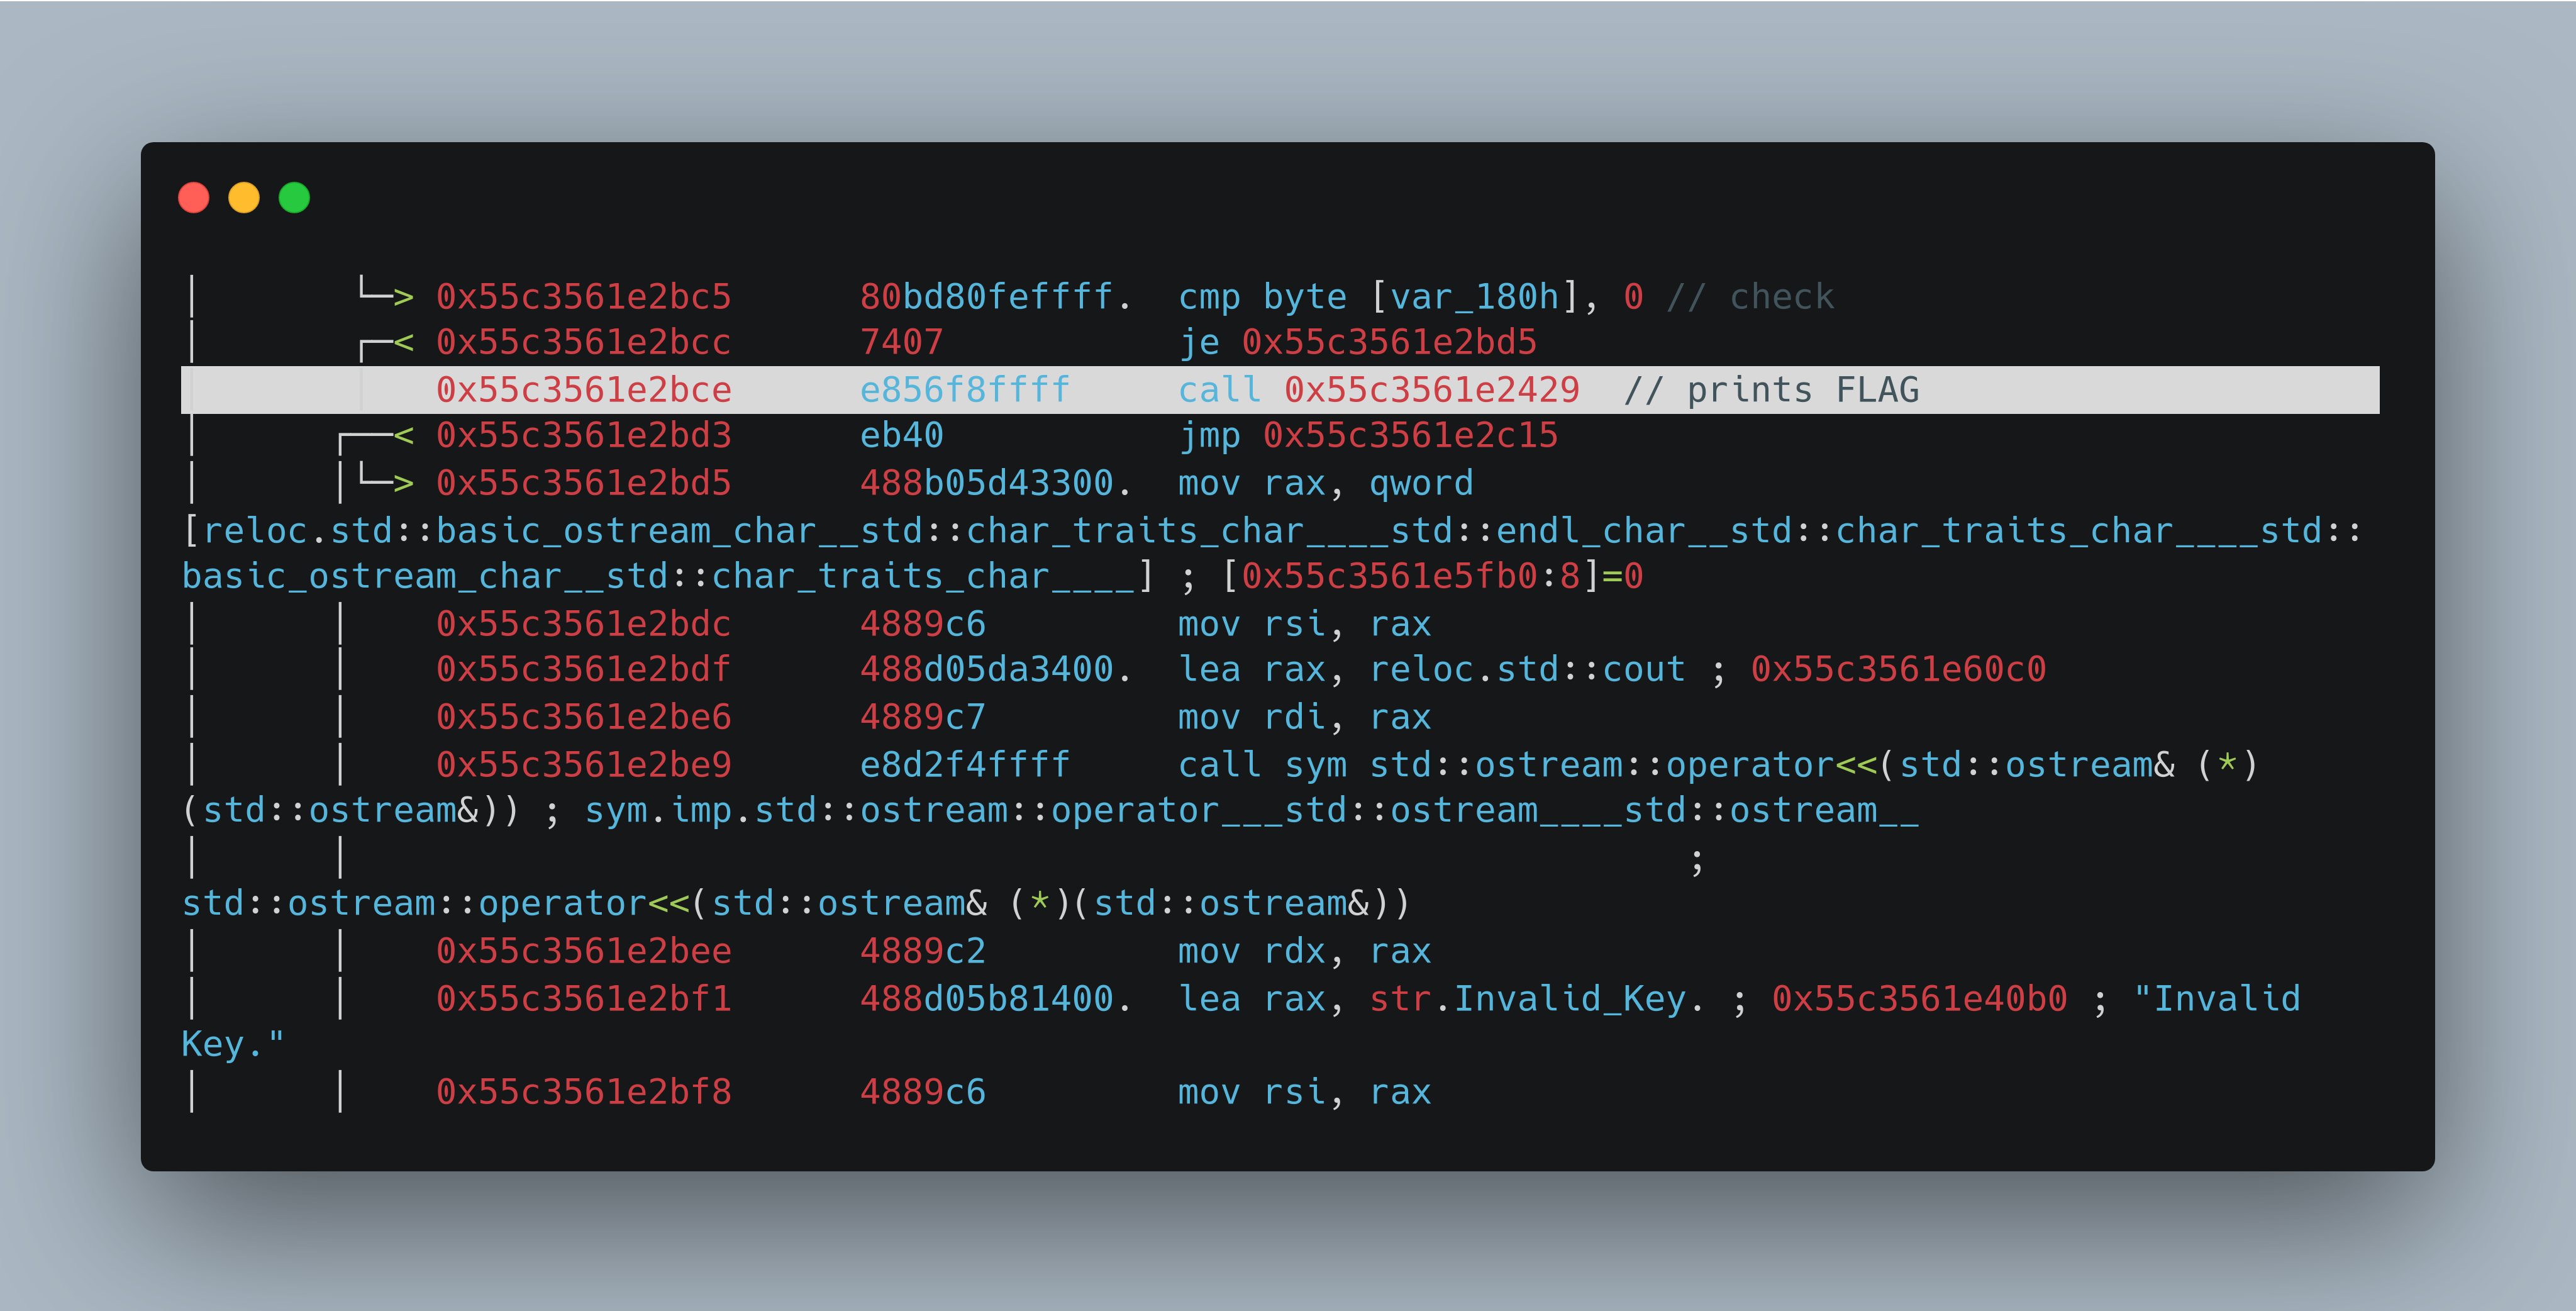 │       └─> 0x55c3561e2bc5      80bd80feffff.  cmp byte [var_180h], 0 // check
│       ┌─< 0x55c3561e2bcc      7407           je 0x55c3561e2bd5
│       │   0x55c3561e2bce      e856f8ffff     call 0x55c3561e2429  // prints FLAG
│      ┌──< 0x55c3561e2bd3      eb40           jmp 0x55c3561e2c15
│      │└─> 0x55c3561e2bd5      488b05d43300.  mov rax, qword
[reloc.std::basic_ostream_char__std::char_traits_char____std::endl_char__std::char_traits_char____std::
basic_ostream_char__std::char_traits_char____] ; [0x55c3561e5fb0:8]=0
│      │    0x55c3561e2bdc      4889c6         mov rsi, rax
│      │    0x55c3561e2bdf      488d05da3400.  lea rax, reloc.std::cout ; 0x55c3561e60c0
│      │    0x55c3561e2be6      4889c7         mov rdi, rax
│      │    0x55c3561e2be9      e8d2f4ffff     call sym std::ostream::operator<<(std::ostream& (*)
(std::ostream&)) ; sym.imp.std::ostream::operator___std::ostream____std::ostream__
│      │                                                               ;
std::ostream::operator<<(std::ostream& (*)(std::ostream&))
│      │    0x55c3561e2bee      4889c2         mov rdx, rax
│      │    0x55c3561e2bf1      488d05b81400.  lea rax, str.Invalid_Key. ; 0x55c3561e40b0 ; "Invalid
Key."
│      │    0x55c3561e2bf8      4889c6         mov rsi, rax